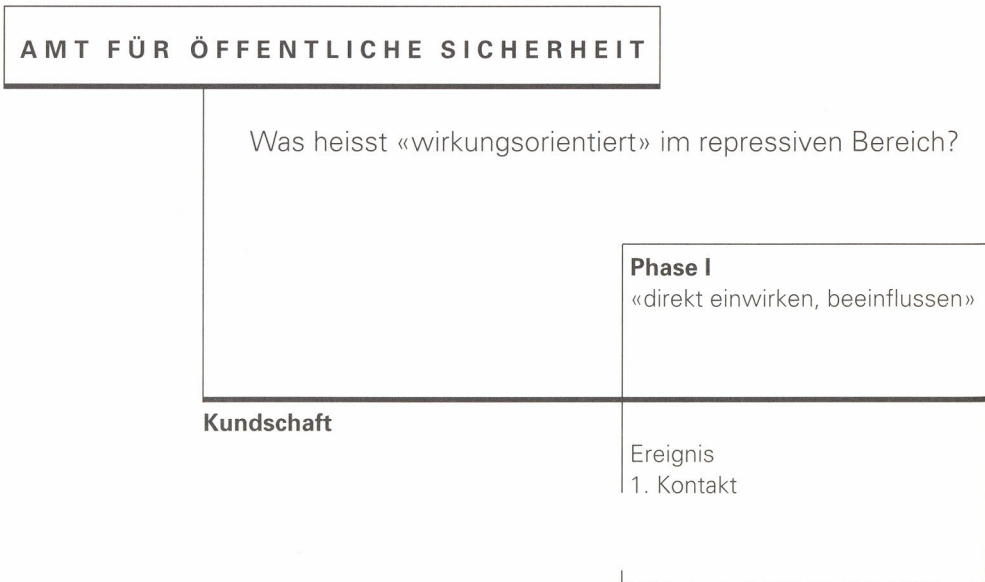 AMT FÜR ÖFFENTLICHE SICHERHEIT
Was heisst «wirkungsorientiert» im repressiven Bereich?
Phase I
«direkt einwirken, beeinflussen»
Kundschaft
Ereignis
1. Kontakt